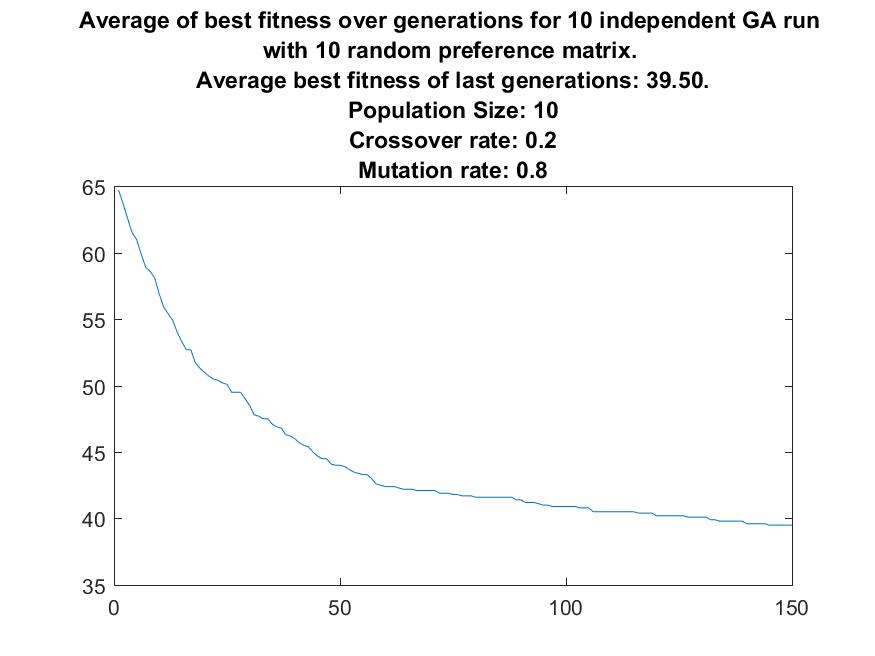 Average of best fitness over generations for 10 independent GA run
with 10 random preference matrix.
Average best fitness of last generations: 39.50.
Population Size: 10
Crossover rate: 0.2
Mutation rate: 0.8
65
60
55
50
45
40
35
0
50
100
150